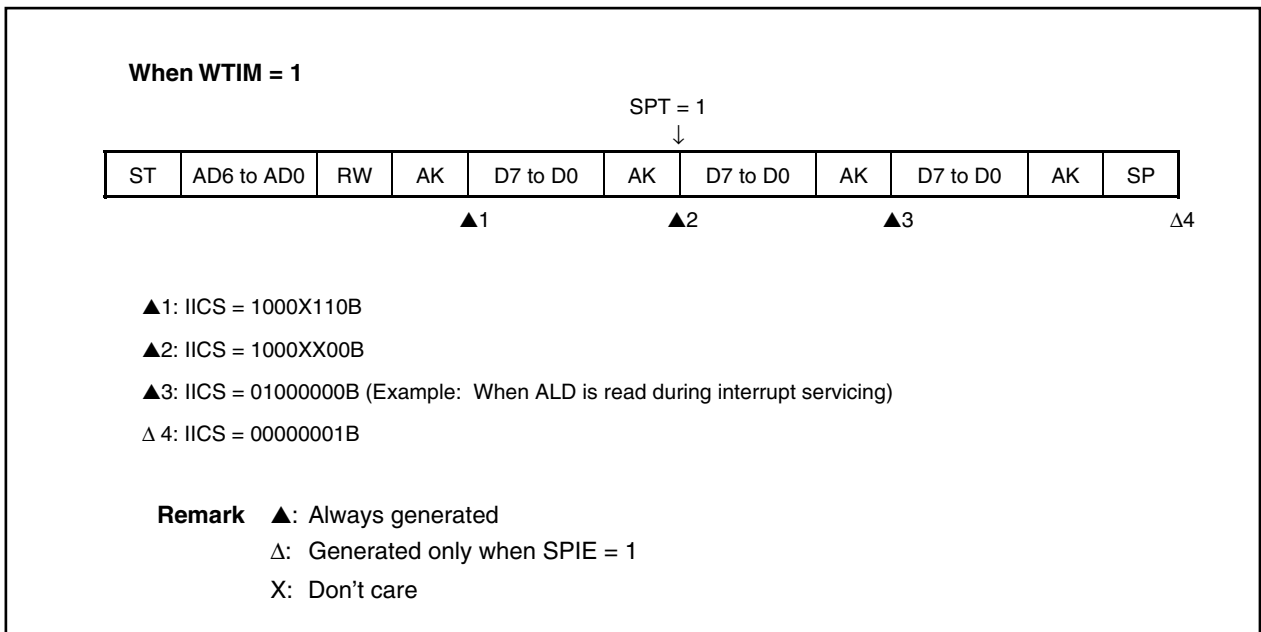 When WTIM = 1
SPT = 1
↓
ST AD6 to AD0 RW AK D7 to D0 AK D7 to D0 AK D7 to D0 AK SP
▲1 ▲2 ▲3 Δ4
▲1: IICS = 1000X110B
▲2: IICS = 1000XX00B
▲3: IICS = 01000000B (Example: When ALD is read during interrupt servicing)
Δ 4: IICS = 00000001B
Remark ▲: Always generated
Δ: Generated only when SPIE = 1
X: Don't care